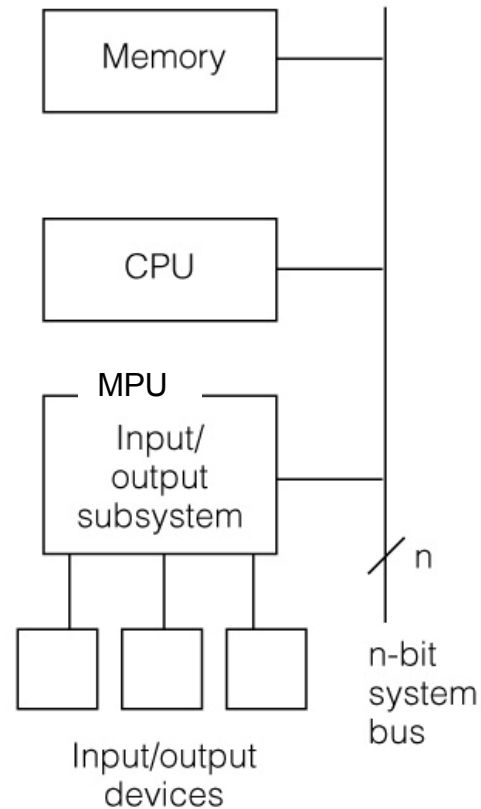 Memory
CPU
MPU
Input/
output
subsystem
n
n-bit
system
bus
Input/output
devices